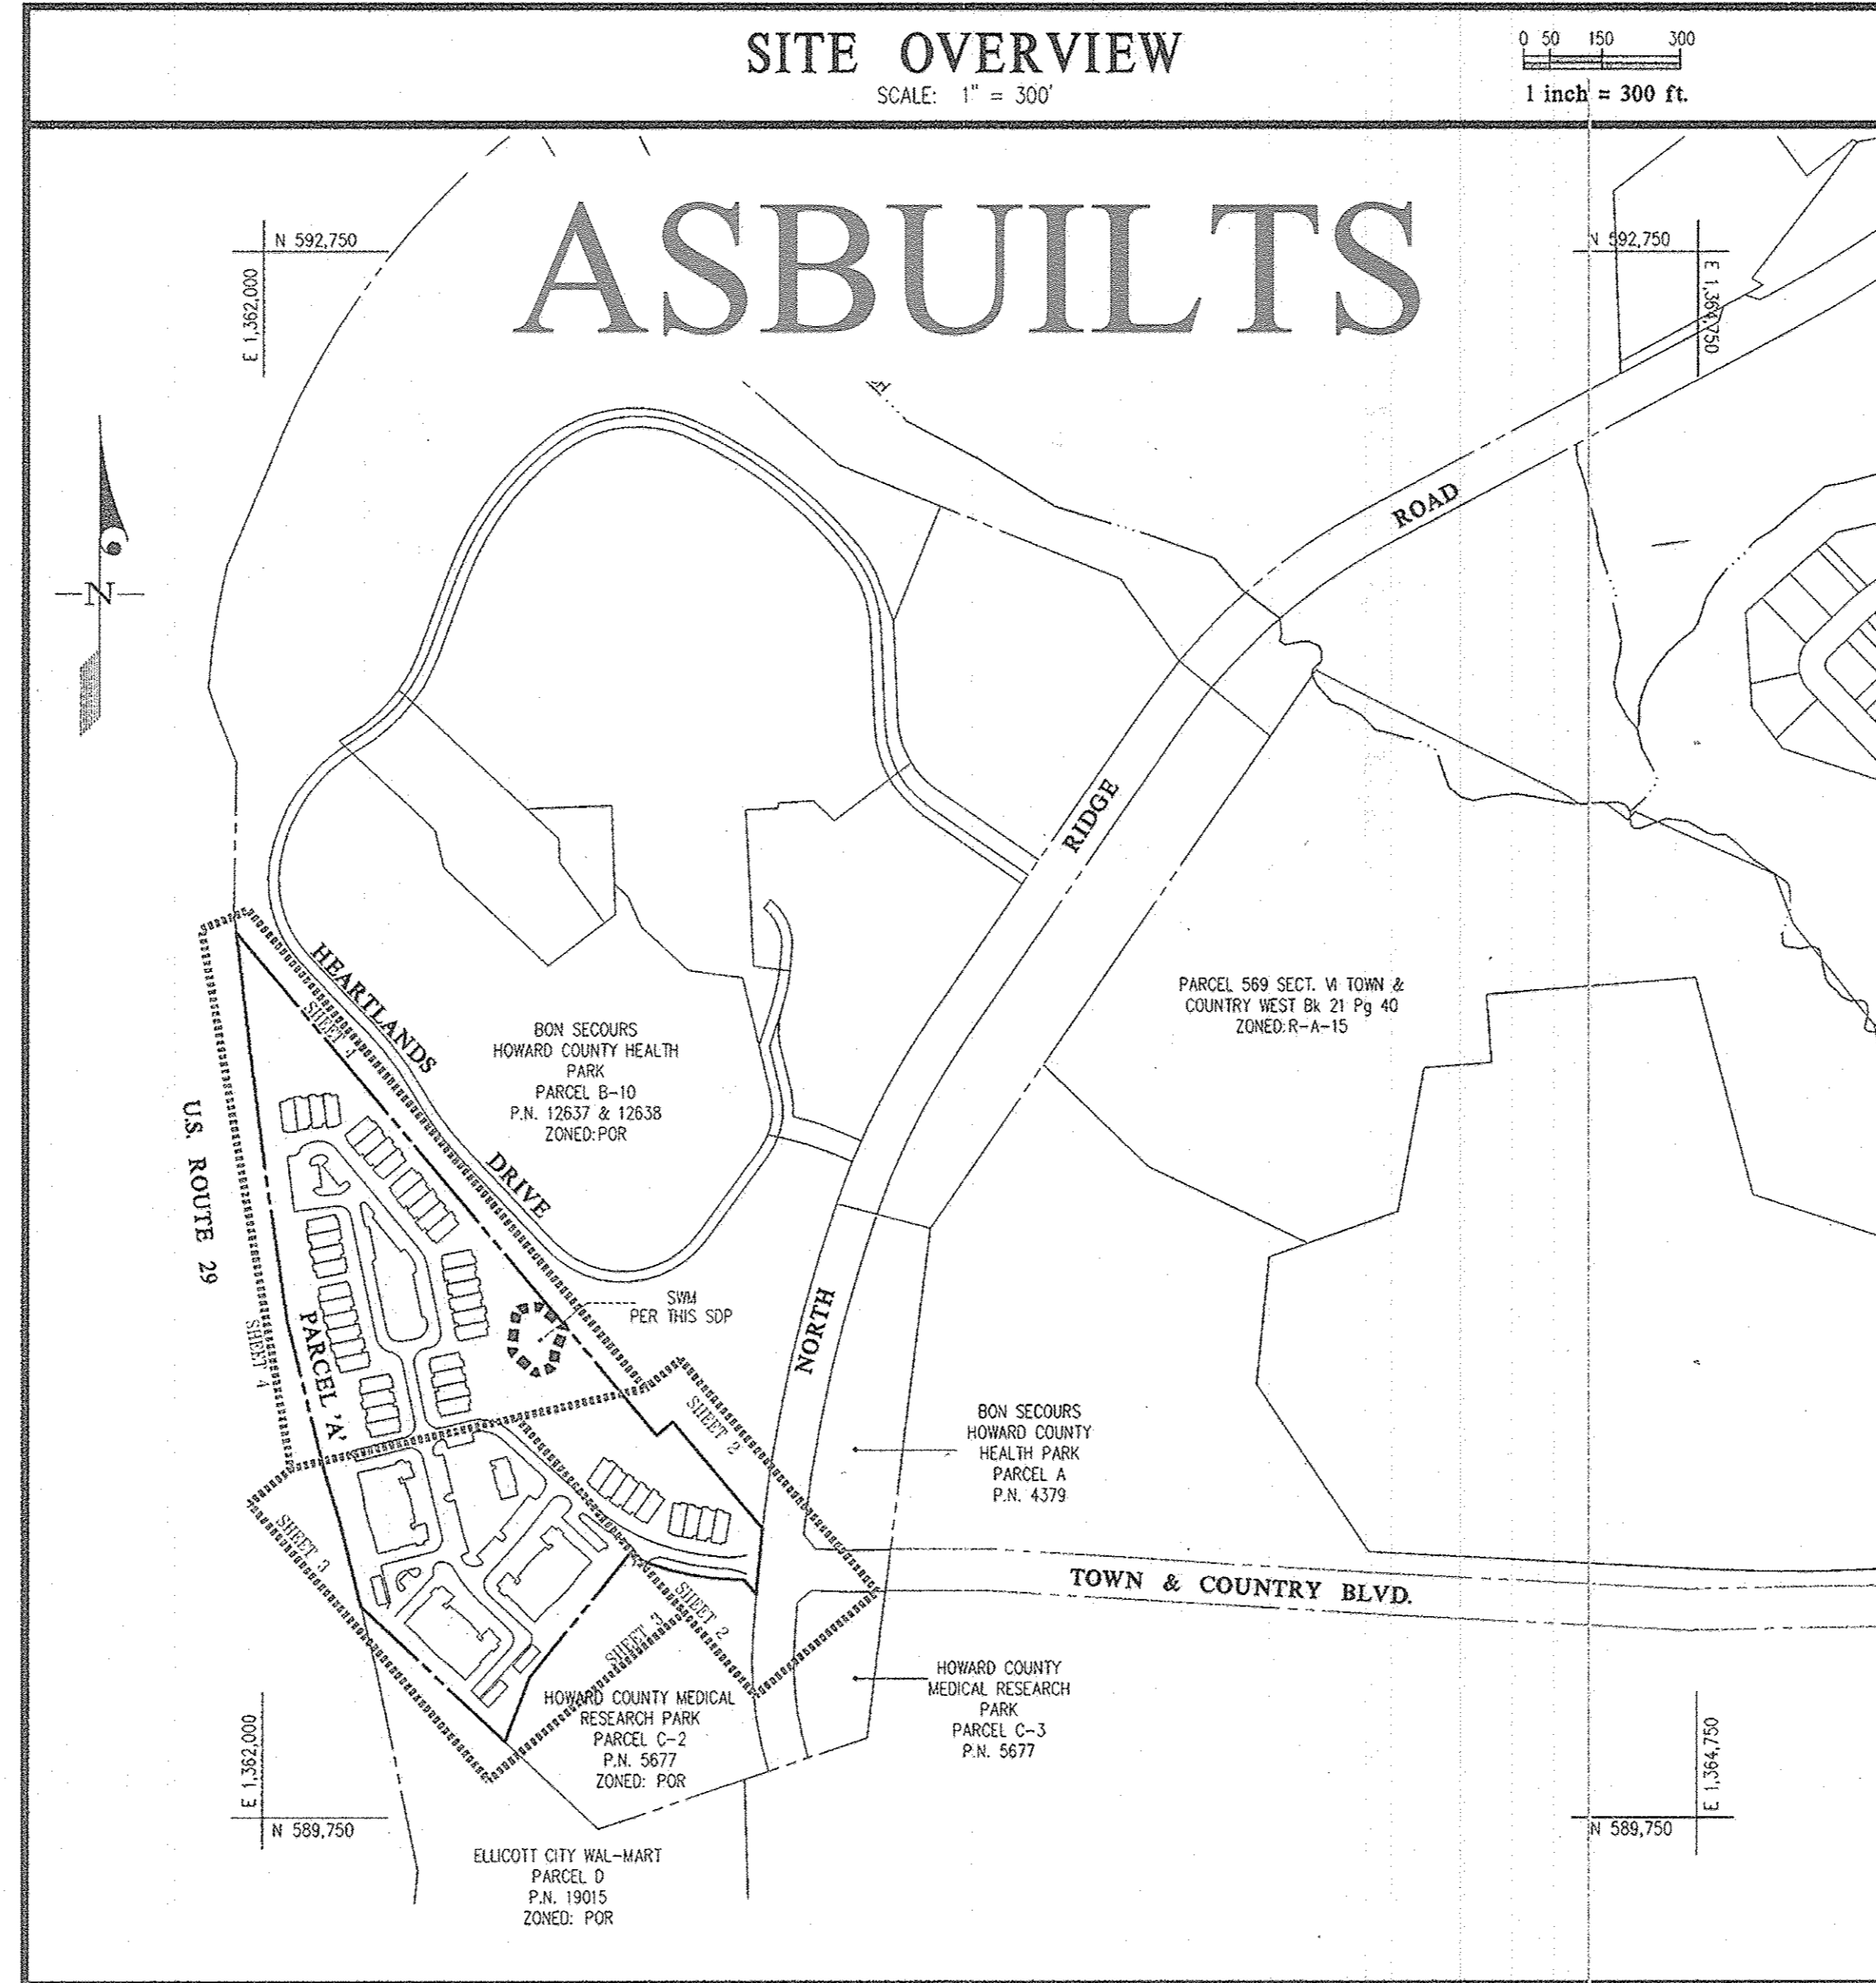 SITE OVERVIEW
SCALE: 1" = 300'
0 50 150 300
1 inch = 300 ft.
ASBUILTS
N 592,750
E 1,362,000
N 592,750
E 1,364,750
N
ROAD
RIDGE
NORTH
HEARTLANDS
DRIVE
SHEET 4
U.S. ROUTE 29
SHEET 4
PARCEL 'A'
BON SECOURS
HOWARD COUNTY HEALTH
PARK
PARCEL B-10
P.N. 12637 & 12638
ZONED:POR
PARCEL 569 SECT. VI TOWN &
COUNTRY WEST Bk 21 Pg 40
ZONED:R-A-15
SWM
PER THIS SDP
SHEET 2
BON SECOURS
HOWARD COUNTY
HEALTH PARK
PARCEL A
P.N. 4379
SHEET 3
SHEET 2
SHEET 3
TOWN & COUNTRY BLVD.
HOWARD COUNTY MEDICAL
RESEARCH PARK
PARCEL C-2
P.N. 5677
ZONED: POR
HOWARD COUNTY
MEDICAL RESEARCH
PARK
PARCEL C-3
P.N. 5677
E 1,362,000
N 589,750
E 1,364,750
N 589,750
ELLICOTT CITY WAL-MART
PARCEL D
P.N. 19015
ZONED: POR